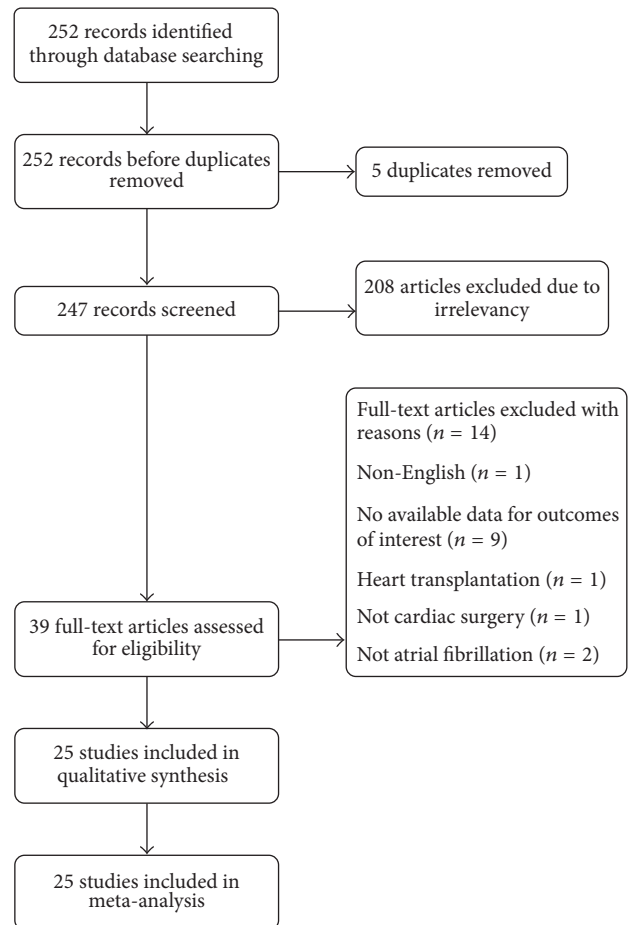 252 records identified
through database searching
252 records before duplicates
removed
5 duplicates removed
247 records screened
208 articles excluded due to
irrelevancy
Full-text articles excluded with
reasons (n = 14)
Non-English (n = 1)
No available data for outcomes
of interest (n = 9)
Heart transplantation (n = 1)
Not cardiac surgery (n = 1)
Not atrial fibrillation (n = 2)
39 full-text articles assessed
for eligibility
25 studies included in
qualitative synthesis
25 studies included in
meta-analysis